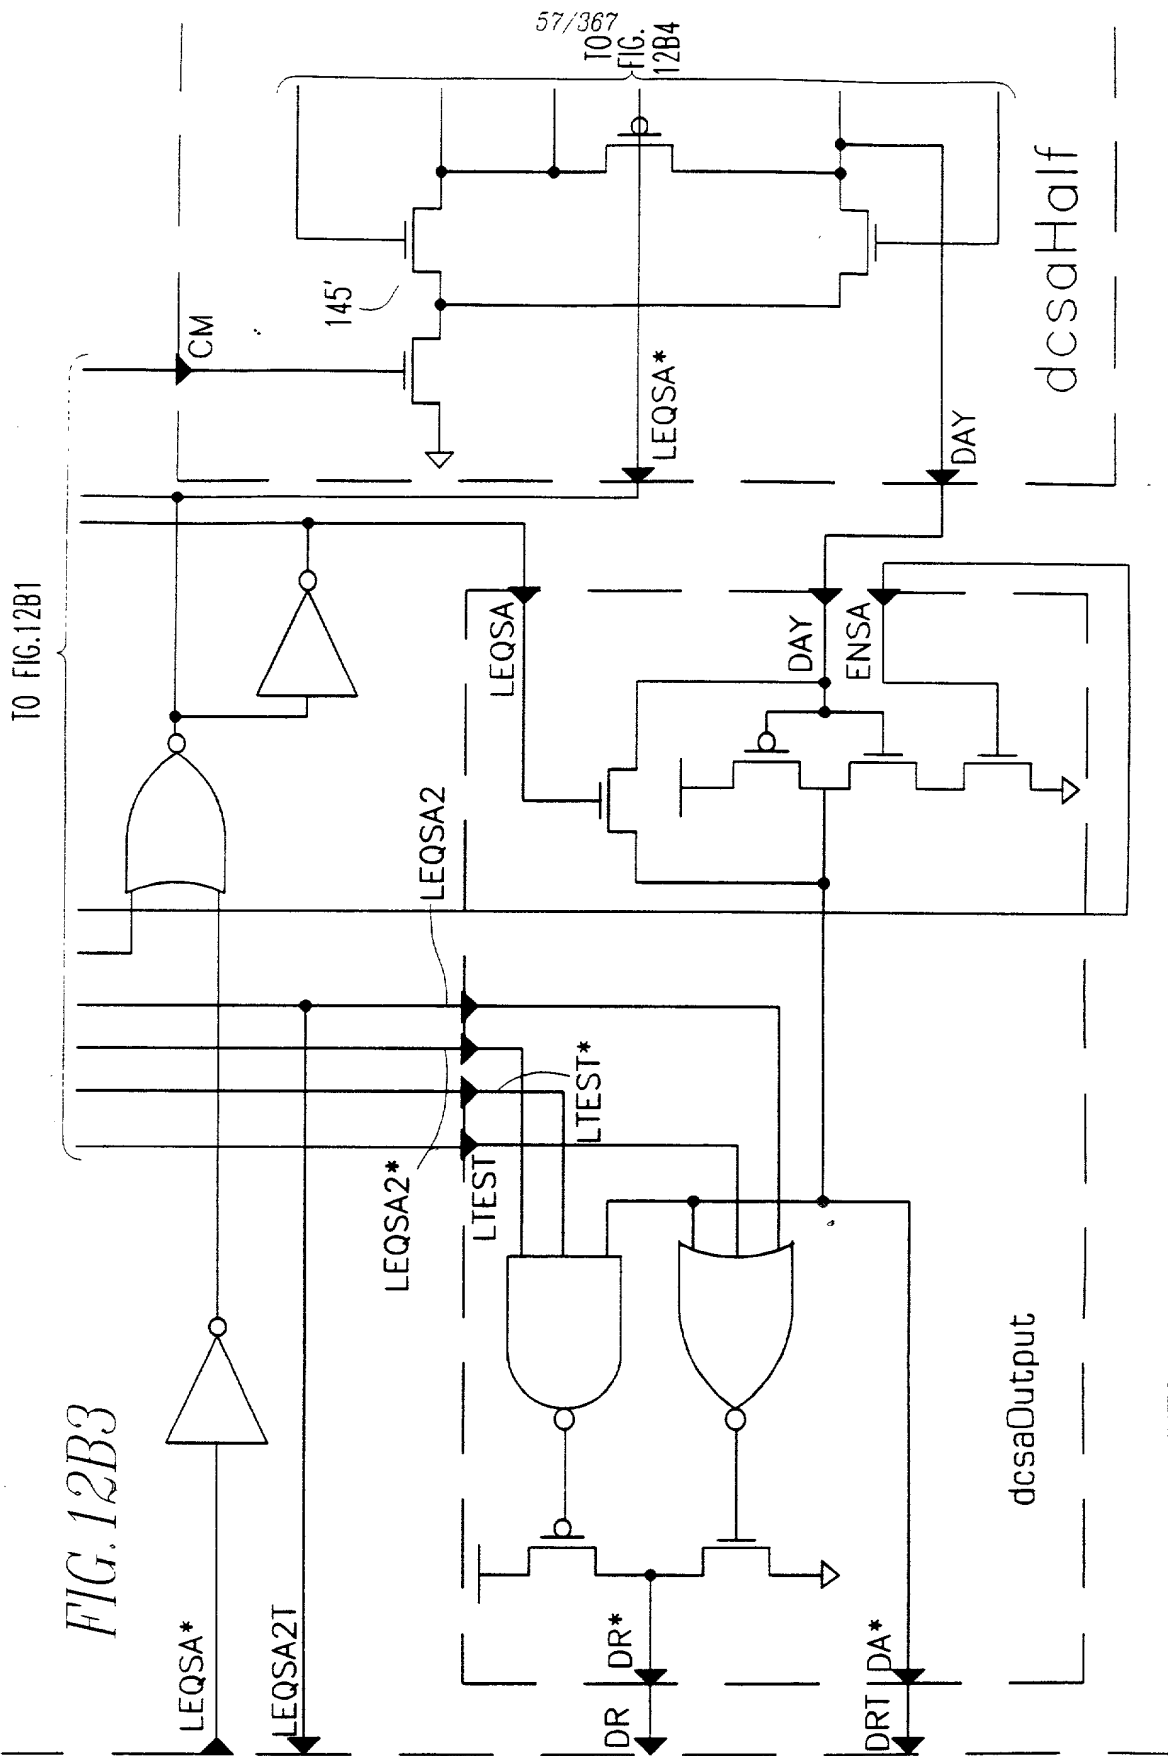 57/367
TO
FIG.
12B4
TO FIG.12B1
FIG. 12B3
CM
145'
LEQSA*
DAY
dcsaHalf
LEQSA
DAY
ENSA
LEQSA2
LTEST*
LEQSA2*
LTEST
dcsaOutput
LEQSA*
LEQSA2T
DR*
DR
DA*
DRT